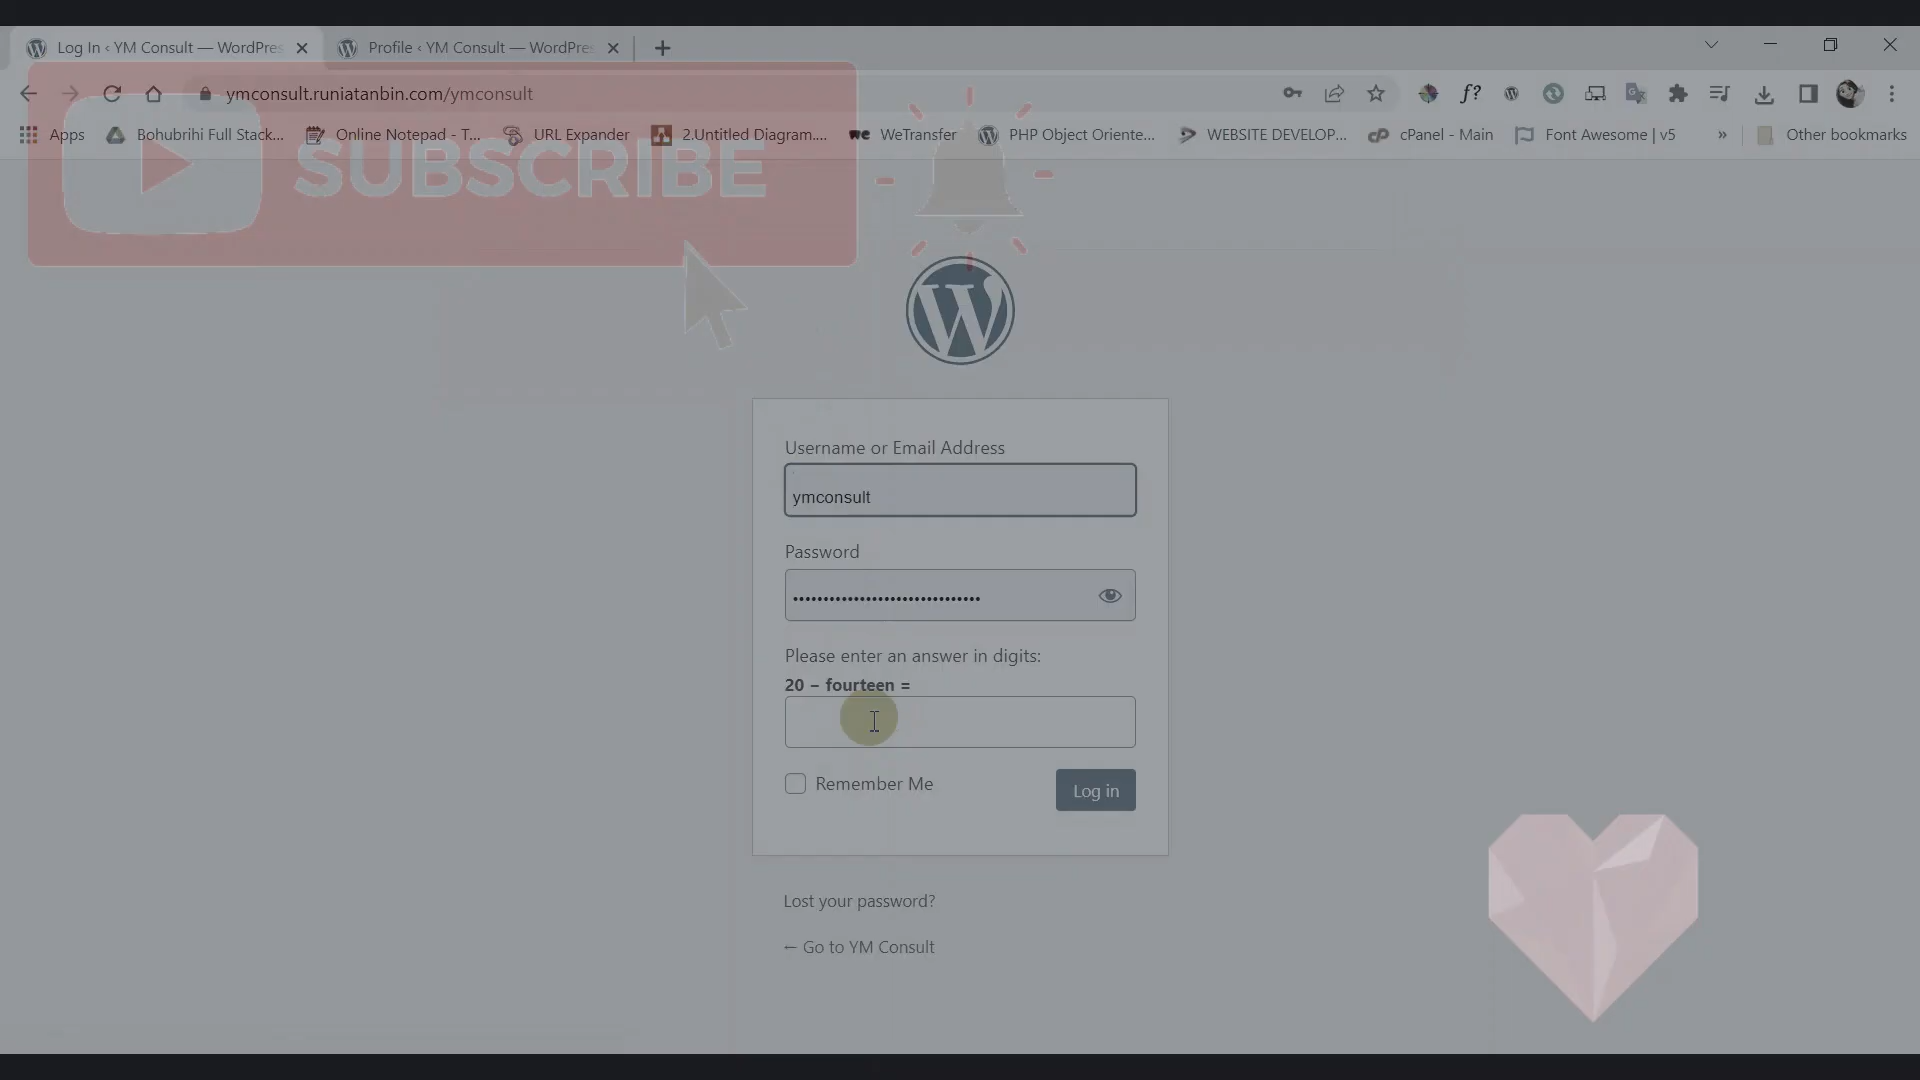 Log In ‹ YM Consult — WordPres
Profile ‹ YM Consult — WordPres
ymconsult.runiatanbin.com/ymconsult
f?
Apps
Bohubrihi Full Stack...
Online Notepad - T...
URL Expander
2.Untitled Diagram....
we WeTransfer
PHP Object Oriente...
WEBSITE DEVELOP...
cP cPanel - Main
Font Awesome | v5
»
Other bookmarks
SUBSCRIBE
Username or Email Address
ymconsult
Password
Please enter an answer in digits:
20 − fourteen =
Remember Me
Log in
Lost your password?
← Go to YM Consult